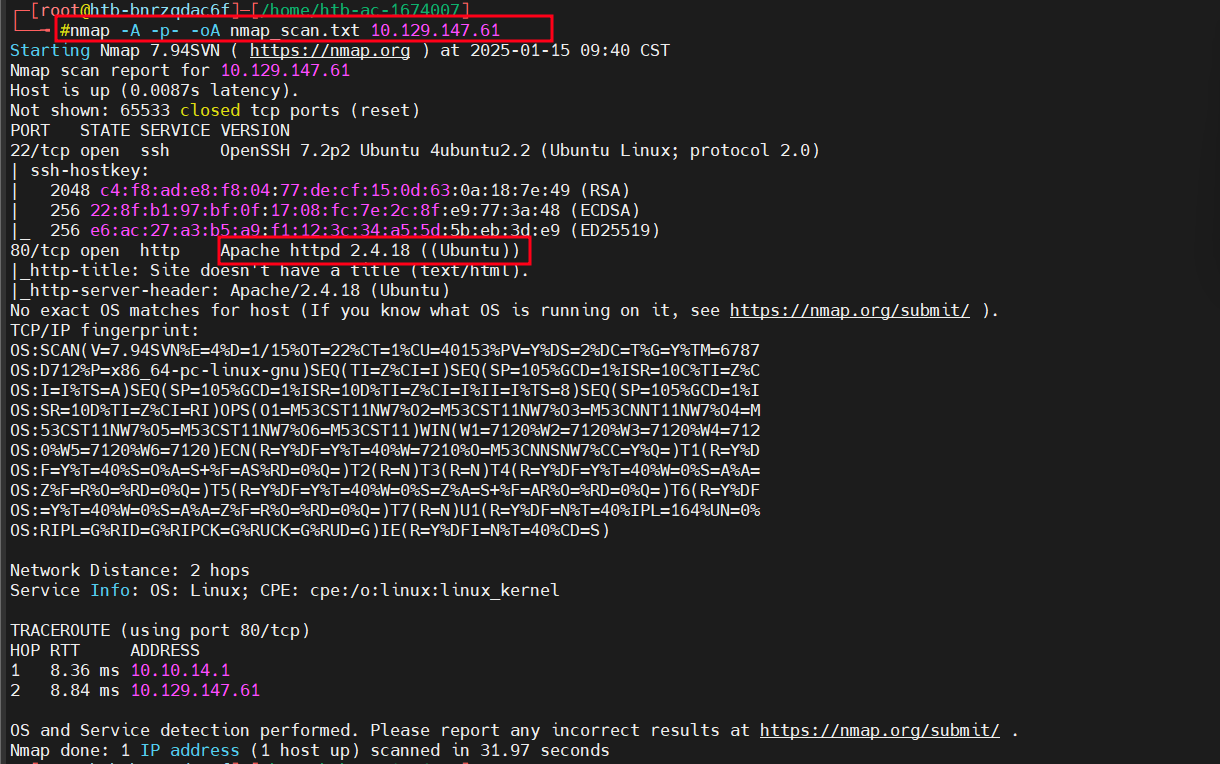 ┌─[root@htb-bnrzqdac6f]─[/home/htb-ac-1674007]
└──╼ #nmap -A -p- -oA nmap_scan.txt 10.129.147.61
Starting Nmap 7.94SVN ( https://nmap.org ) at 2025-01-15 09:40 CST
Nmap scan report for 10.129.147.61
Host is up (0.0087s latency).
Not shown: 65533 closed tcp ports (reset)
PORT   STATE SERVICE VERSION
22/tcp open  ssh     OpenSSH 7.2p2 Ubuntu 4ubuntu2.2 (Ubuntu Linux; protocol 2.0)
| ssh-hostkey:
|   2048 c4:f8:ad:e8:f8:04:77:de:cf:15:0d:63:0a:18:7e:49 (RSA)
|   256 22:8f:b1:97:bf:0f:17:08:fc:7e:2c:8f:e9:77:3a:48 (ECDSA)
|_  256 e6:ac:27:a3:b5:a9:f1:12:3c:34:a5:5d:5b:eb:3d:e9 (ED25519)
80/tcp open  http    Apache httpd 2.4.18 ((Ubuntu))
|_http-title: Site doesn't have a title (text/html).
|_http-server-header: Apache/2.4.18 (Ubuntu)
No exact OS matches for host (If you know what OS is running on it, see https://nmap.org/submit/ ).
TCP/IP fingerprint:
OS:SCAN(V=7.94SVN%E=4%D=1/15%OT=22%CT=1%CU=40153%PV=Y%DS=2%DC=T%G=Y%TM=6787
OS:D712%P=x86_64-pc-linux-gnu)SEQ(TI=Z%CI=I)SEQ(SP=105%GCD=1%ISR=10C%TI=Z%C
OS:I=I%TS=A)SEQ(SP=105%GCD=1%ISR=10D%TI=Z%CI=I%II=I%TS=8)SEQ(SP=105%GCD=1%I
OS:SR=10D%TI=Z%CI=RI)OPS(O1=M53CST11NW7%O2=M53CST11NW7%O3=M53CNNT11NW7%O4=M
OS:53CST11NW7%O5=M53CST11NW7%O6=M53CST11)WIN(W1=7120%W2=7120%W3=7120%W4=712
OS:0%W5=7120%W6=7120)ECN(R=Y%DF=Y%T=40%W=7210%O=M53CNNSNW7%CC=Y%Q=)T1(R=Y%D
OS:F=Y%T=40%S=O%A=S+%F=AS%RD=0%Q=)T2(R=N)T3(R=N)T4(R=Y%DF=Y%T=40%W=0%S=A%A=
OS:Z%F=R%O=%RD=0%Q=)T5(R=Y%DF=Y%T=40%W=0%S=Z%A=S+%F=AR%O=%RD=0%Q=)T6(R=Y%DF
OS:=Y%T=40%W=0%S=A%A=Z%F=R%O=%RD=0%Q=)T7(R=N)U1(R=Y%DF=N%T=40%IPL=164%UN=0%
OS:RIPL=G%RID=G%RIPCK=G%RUCK=G%RUD=G)IE(R=Y%DFI=N%T=40%CD=S)
Network Distance: 2 hops
Service Info: OS: Linux; CPE: cpe:/o:linux:linux_kernel
TRACEROUTE (using port 80/tcp)
HOP RTT     ADDRESS
1   8.36 ms 10.10.14.1
2   8.84 ms 10.129.147.61
OS and Service detection performed. Please report any incorrect results at https://nmap.org/submit/ .
Nmap done: 1 IP address (1 host up) scanned in 31.97 seconds